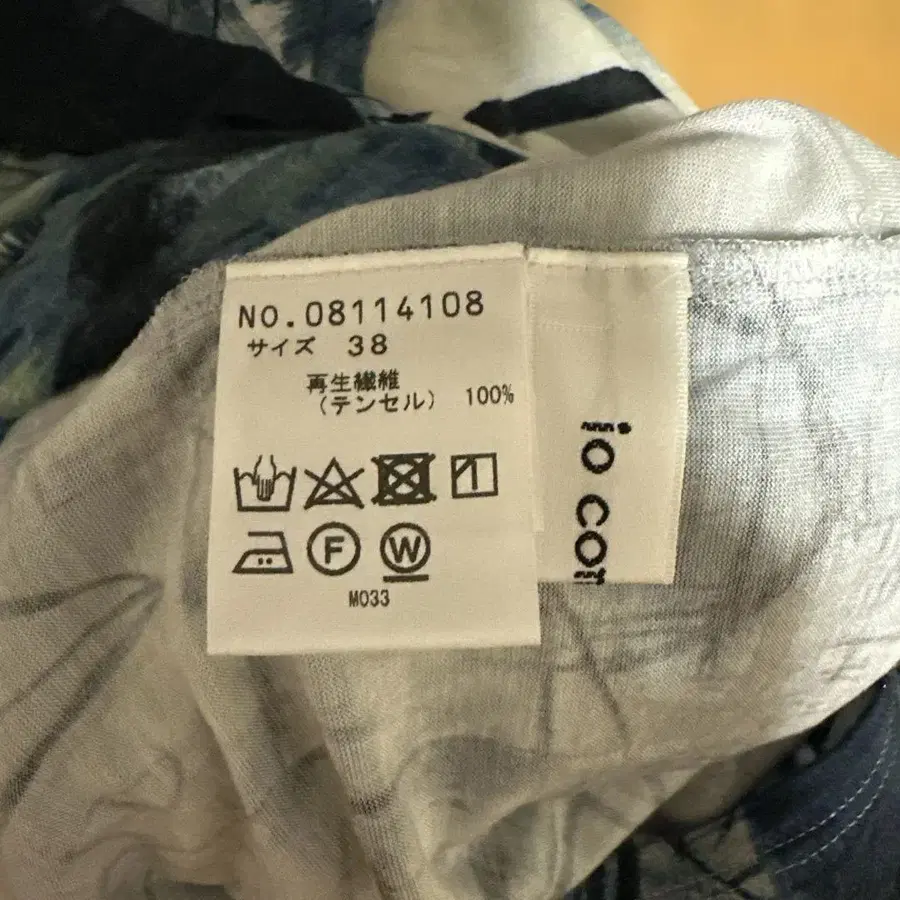 NO.08114108
サイズ 38
再生繊維
（テンセル） 100%
F
W
M033
io co